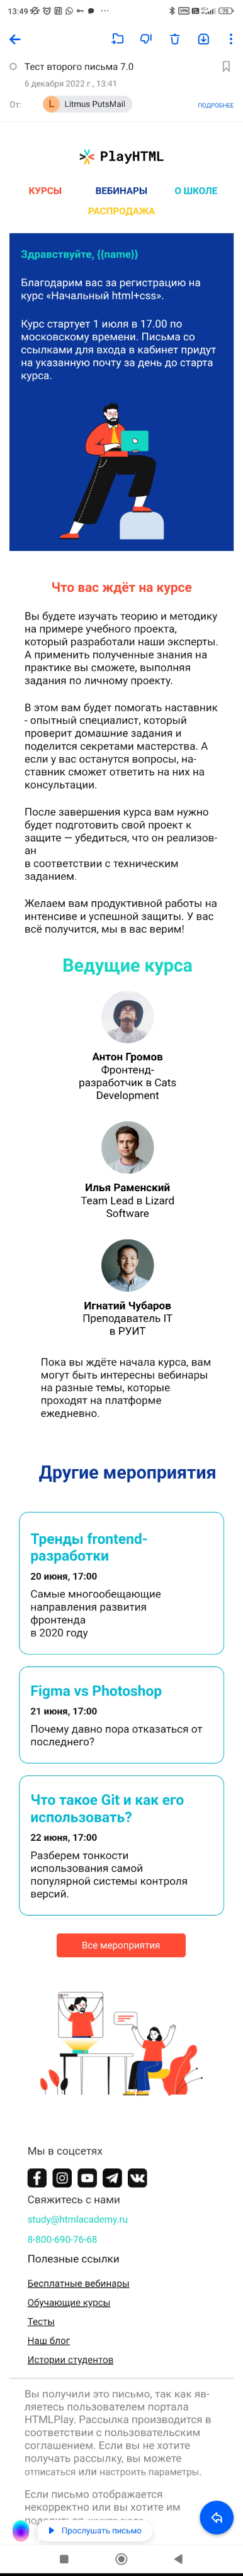 13:49
Тест второго письма 7.0
6 декабря 2022 г., 13:41
От: L Litmus PutsMail ПОДРОБНЕЕ
PlayHTML
КУРСЫ ВЕБИНАРЫ О ШКОЛЕ
РАСПРОДАЖА
Здравствуйте, {{name}}
Благодарим вас за регистрацию на
курс «Начальный html+css».
Курс стартует 1 июля в 17.00 по
московскому времени. Письма со
ссылками для входа в кабинет придут
на указанную почту за день до старта
курса.
Что вас ждёт на курсе
Вы будете изучать теорию и методику
на примере учебного проекта,
который разработали наши эксперты.
А применить полученные знания на
практике вы сможете, выполняя
задания по личному проекту.
В этом вам будет помогать наставник
- опытный специалист, который
проверит домашние задания и
поделится секретами мастерства. А
если у вас останутся вопросы, на-
ставник сможет ответить на них на
консультации.
После завершения курса вам нужно
будет подготовить свой проект к
защите — убедиться, что он реализов-
ан
в соответствии с техническим
заданием.
Желаем вам продуктивной работы на
интенсиве и успешной защиты. У вас
всё получится, мы в вас верим!
Ведущие курса
Антон Громов
Фронтенд-
разработчик в Cats
Development
Илья Раменский
Team Lead в Lizard
Software
Игнатий Чубаров
Преподаватель IT
в РУИТ
Пока вы ждёте начала курса, вам
могут быть интересны вебинары
на разные темы, которые
проходят на платформе
ежедневно.
Другие мероприятия
Тренды frontend-
разработки
20 июня, 17:00
Самые многообещающие
направления развития
фронтенда
в 2020 году
Figma vs Photoshop
21 июня, 17:00
Почему давно пора отказаться от
последнего?
Что такое Git и как его
использовать?
22 июня, 17:00
Разберем тонкости
использования самой
популярной системы контроля
версий.
Все мероприятия
Мы в соцсетях
Свяжитесь с нами
study@htmlacademy.ru
8-800-690-76-68
Полезные ссылки
Бесплатные вебинары
Обучающие курсы
Тесты
Наш блог
Истории студентов
Вы получили это письмо, так как яв-
ляетесь пользователем портала
HTMLPlay. Рассылка производится в
соответствии с пользовательским
соглашением. Если вы не хотите
получать рассылку, вы можете
отписаться или настроить параметры.
Если письмо отображается
некорректно или вы хотите им
Прослушать письмо